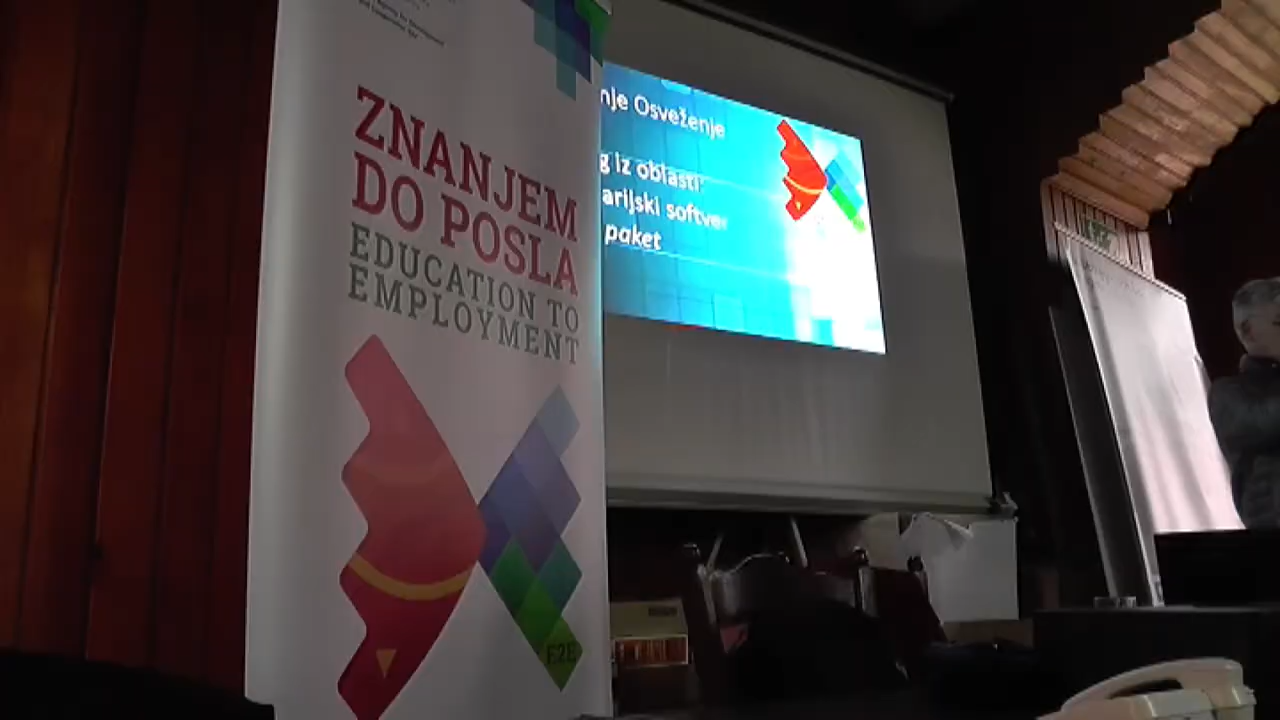 ZNANJEM
DO POSLA
EDUCATION TO
EMPLOYMENT
E2E
nje Osveženje
g iz oblasti
arijski softver
paket